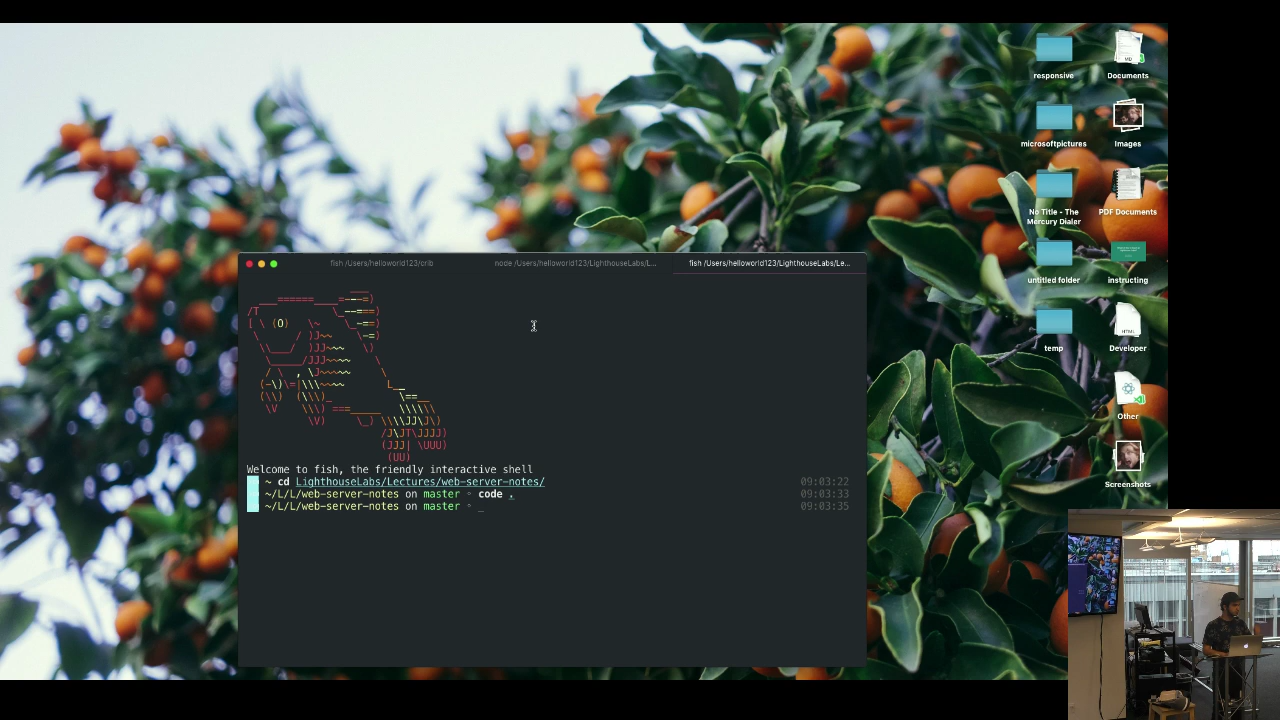 responsive
Documents
microsoftpictures
Images
No Title - The
Mercury Dialer
PDF Documents
untitled folder
instructing
temp
HTML
Developer
Other
Screenshots
fish /Users/helloworld123/crib
node /Users/helloworld123/LighthouseLabs/L...
fish /Users/helloworld123/LighthouseLabs/Le...
Welcome to fish, the friendly interactive shell
~ cd LighthouseLabs/Lectures/web-server-notes/ 09:03:22
~/L/L/web-server-notes on master ◦ code . 09:03:33
~/L/L/web-server-notes on master ◦ _ 09:03:35